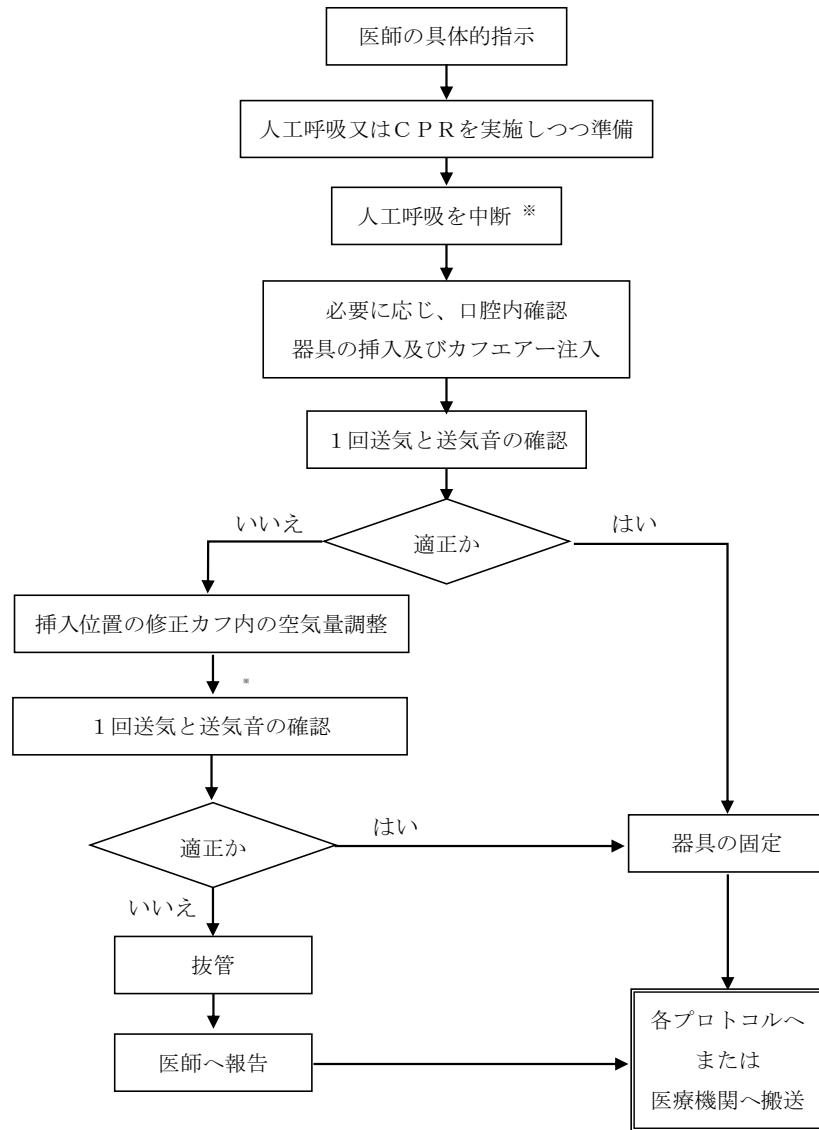 医師の具体的指示
人工呼吸又はＣＰＲを実施しつつ準備
人工呼吸を中断 ※
必要に応じ、口腔内確認
器具の挿入及びカフエアー注入
１回送気と送気音の確認
適正か
いいえ
はい
挿入位置の修正カフ内の空気量調整
※
１回送気と送気音の確認
適正か
はい
器具の固定
いいえ
抜管
医師へ報告
各プロトコルへ
または
医療機関へ搬送